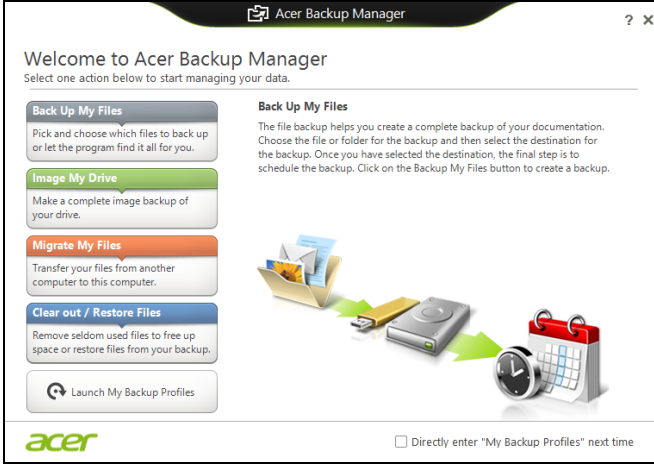 Acer Backup Manager
? X
Welcome to Acer Backup Manager
Select one action below to start managing your data.
Back Up My Files
Pick and choose which files to back up
or let the program find it all for you.
Image My Drive
Make a complete image backup of
your drive.
Migrate My Files
Transfer your files from another
computer to this computer.
Clear out / Restore Files
Remove seldom used files to free up
space or restore files from your backup.
Launch My Backup Profiles
Back Up My Files
The file backup helps you create a complete backup of your documentation.
Choose the file or folder for the backup and then select the destination for
the backup. Once you have selected the destination, the final step is to
schedule the backup. Click on the Backup My Files button to create a backup.
acer
Directly enter "My Backup Profiles" next time